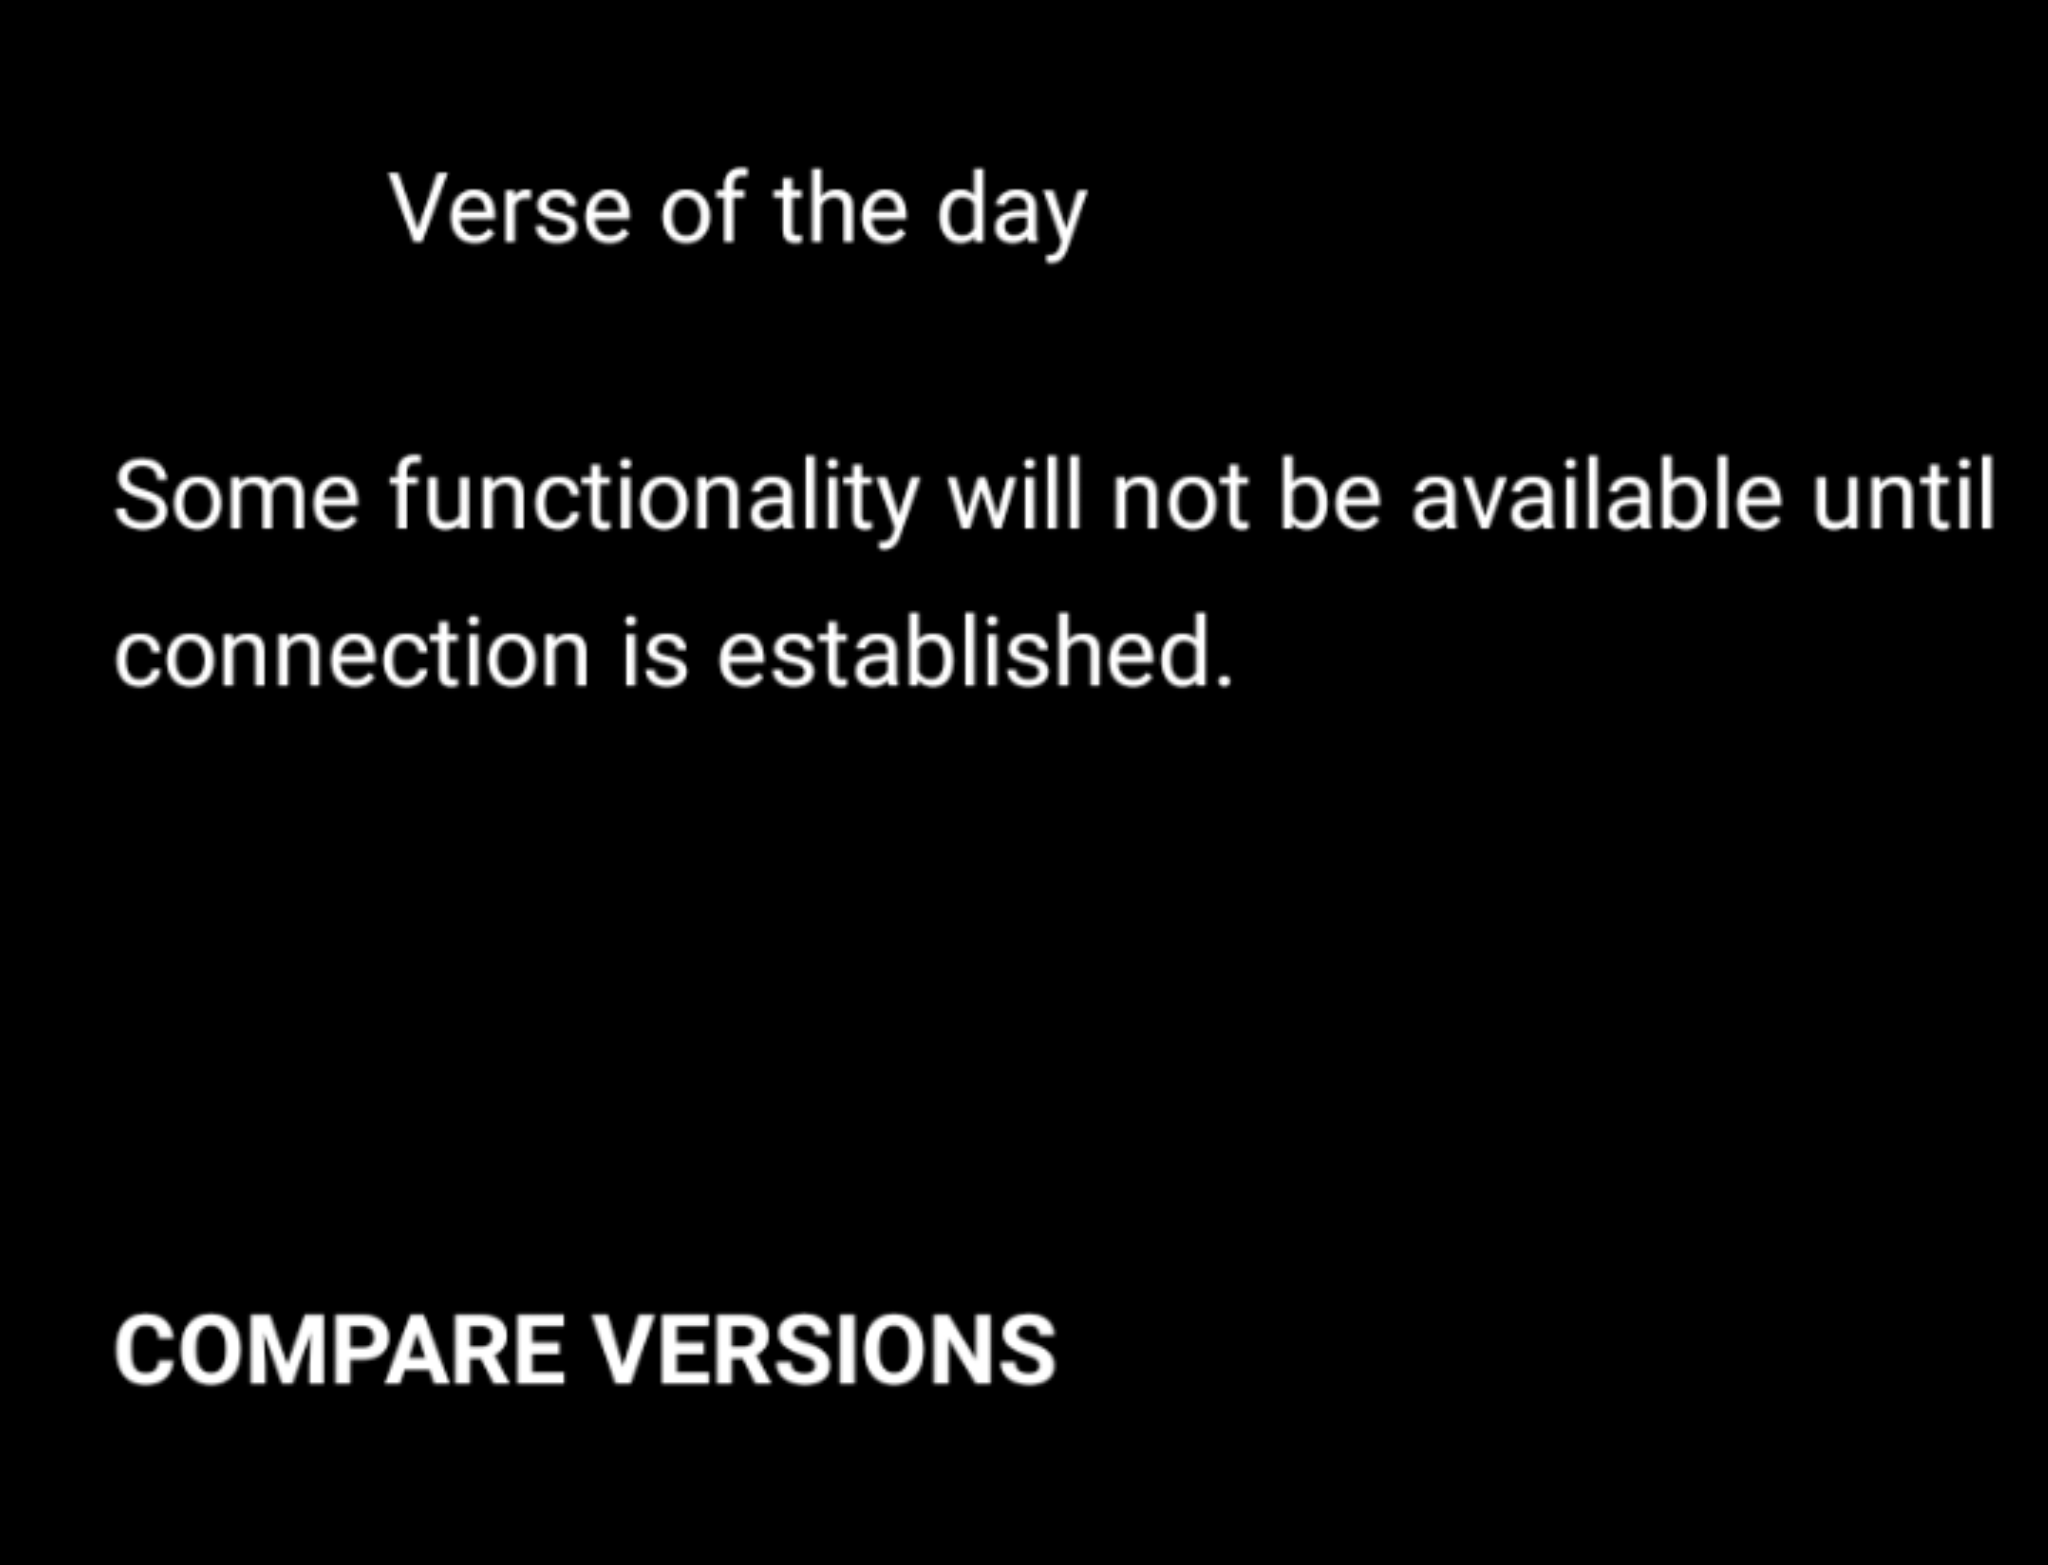 Verse of the day
Some functionality will not be available until
connection is established.
COMPARE VERSIONS